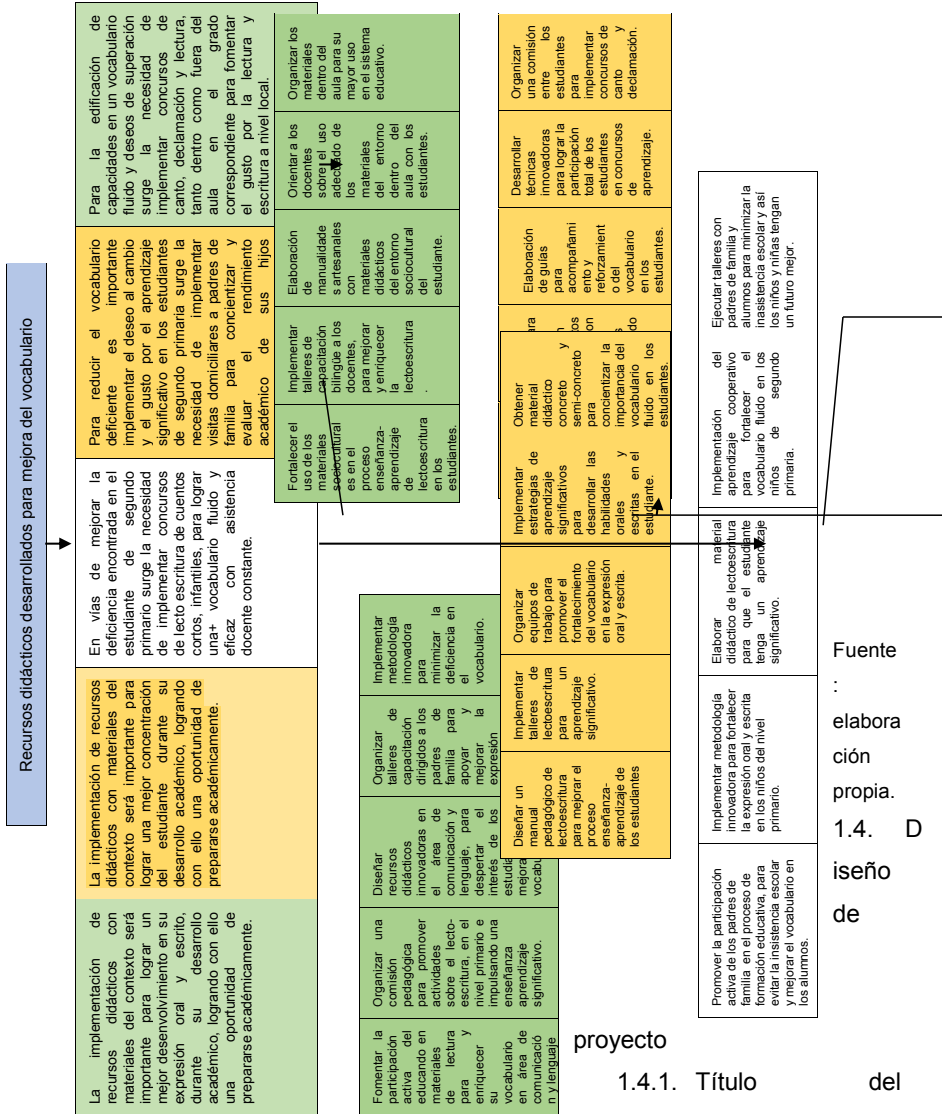 Recursos didácticos desarrollados para mejora del vocabulario
La implementación de
recursos didácticos con
materiales del contexto será
importante para lograr un
mejor desenvolvimiento en su
expresión oral y escrito,
durante su desarrollo
académico, logrando con ello
una oportunidad de
prepararse académicamente.
La implementación de recursos
didácticos con materiales del
contexto será importante para
lograr una mejor concentración
del estudiante durante su
desarrollo académico, logrando
con ello una oportunidad de
prepararse académicamente.
En vías de mejorar la
deficiencia encontrada en el
estudiante de segundo
primario surge la necesidad
de implementar concursos
de lecto escritura de cuentos
cortos, infantiles, para lograr
una+ vocabulario fluido y
eficaz con asistencia
docente constante.
Para reducir el vocabulario
deficiente es importante
implementar el deseo al cambio
y el gusto por el aprendizaje
significativo en los estudiantes
de segundo primaria surge la
necesidad de implementar
visitas domiciliares a padres de
familia para concientizar y
evaluar el rendimiento
académico de sus hijos
Para la edificación de
capacidades en un vocabulario
fluido y deseos de superación
surge la necesidad de
implementar concursos de
canto, declamación y lectura,
tanto dentro como fuera del
aula en el grado
correspondiente para fomentar
el gusto por la lectura y
escritura a nivel local.
Fortalecer el
uso de los
materiales
sociocultural
es en el
proceso
enseñanza-
aprendizaje
de
lectoescritura
en los
estudiantes.
Implementar
talleres de
capacitación
bilingüe a los
docentes,
para mejorar
y enriquecer
la
lectoescritura
.
Elaboración
de
manualidade
s artesanales
con
materiales
didácticos
del entorno
sociocultural
del
estudiante.
Orientar a los
docentes
sobre el uso
adecuado de
los
materiales
del entorno
dentro del
aula con los
estudiantes.
Organizar los
materiales
dentro del
aula para su
mayor uso
en el sistema
educativo.
Fomentar la
participación
activa del
educando en
materiales
de lectura
para y
enriquecer
su
vocabulario
en área de
comunicació
n y lenguaje
Organizar una
comisión
pedagógica
para promover
actividades
sobre el lecto-
escritura, en el
nivel primario e
impulsando una
enseñanza
aprendizaje
significativo.
Diseñar
recursos
didácticos
innovadoras en
el área de
comunicación y
lenguaje, para
despertar el
interés de los
estudia
mejora
vocabu
Organizar
talleres de
capacitación
dirigidos a los
padres de
familia para
apoyar y
mejorar la
expresión
Implementar
metodología
innovadora
para
minimizar la
deficiencia en
el
vocabulario.
Diseñar un
manual
pedagógico de
lectoescritura
para mejorar el
proceso
enseñanza-
aprendizaje de
los estudiantes
Implementar
talleres de
lectoescritura
para un
aprendizaje
significativo.
Organizar
equipos de
trabajo para
promover el
fortalecimiento
del vocabulario
en la expresión
oral y escrita.
Implementar
estrategias de
aprendizaje
significativos
para
desarrollar las
habilidades
orales y
escritas en el
estudiante.
Obtener
material
didáctico
concreto y
semi-concreto
para
concientizar la
importancia del
vocabulario
fluido en los
estudiantes.
Elaboración
de guías
para
acompañami
ento y
reforzamient
o del
vocabulario
en los
estudiantes.
Desarrollar
técnicas
innovadoras
para lograr la
participación
total de los
estudiantes
en concursos
de
aprendizaje.
Organizar
una comisión
entre
estudiantes
para
implementar
concursos de
canto y
declamación.
Promover la participación
activa de los padres de
familia en el proceso de
formación educativa, para
evitar la insistencia escolar
y mejorar el vocabulario en
los alumnos.
Implementar metodología
innovadora para fortalecer
la expresión oral y escrita
en los niños del nivel
primario.
Elaborar material
didáctico de lectoescritura
para que el estudiante
tenga un aprendizaje
significativo.
Implementación del
aprendizaje cooperativo
para fortalecer el
vocabulario fluido en los
niños de segundo
primaria.
Ejecutar talleres con
padres de familia y
alumnos para minimizar la
inasistencia escolar y así
los niños y niñas tengan
un futuro mejor.
Fuente
:
elabora
ción
propia.
1.4. D
iseño
de
proyecto
1.4.1. Título del